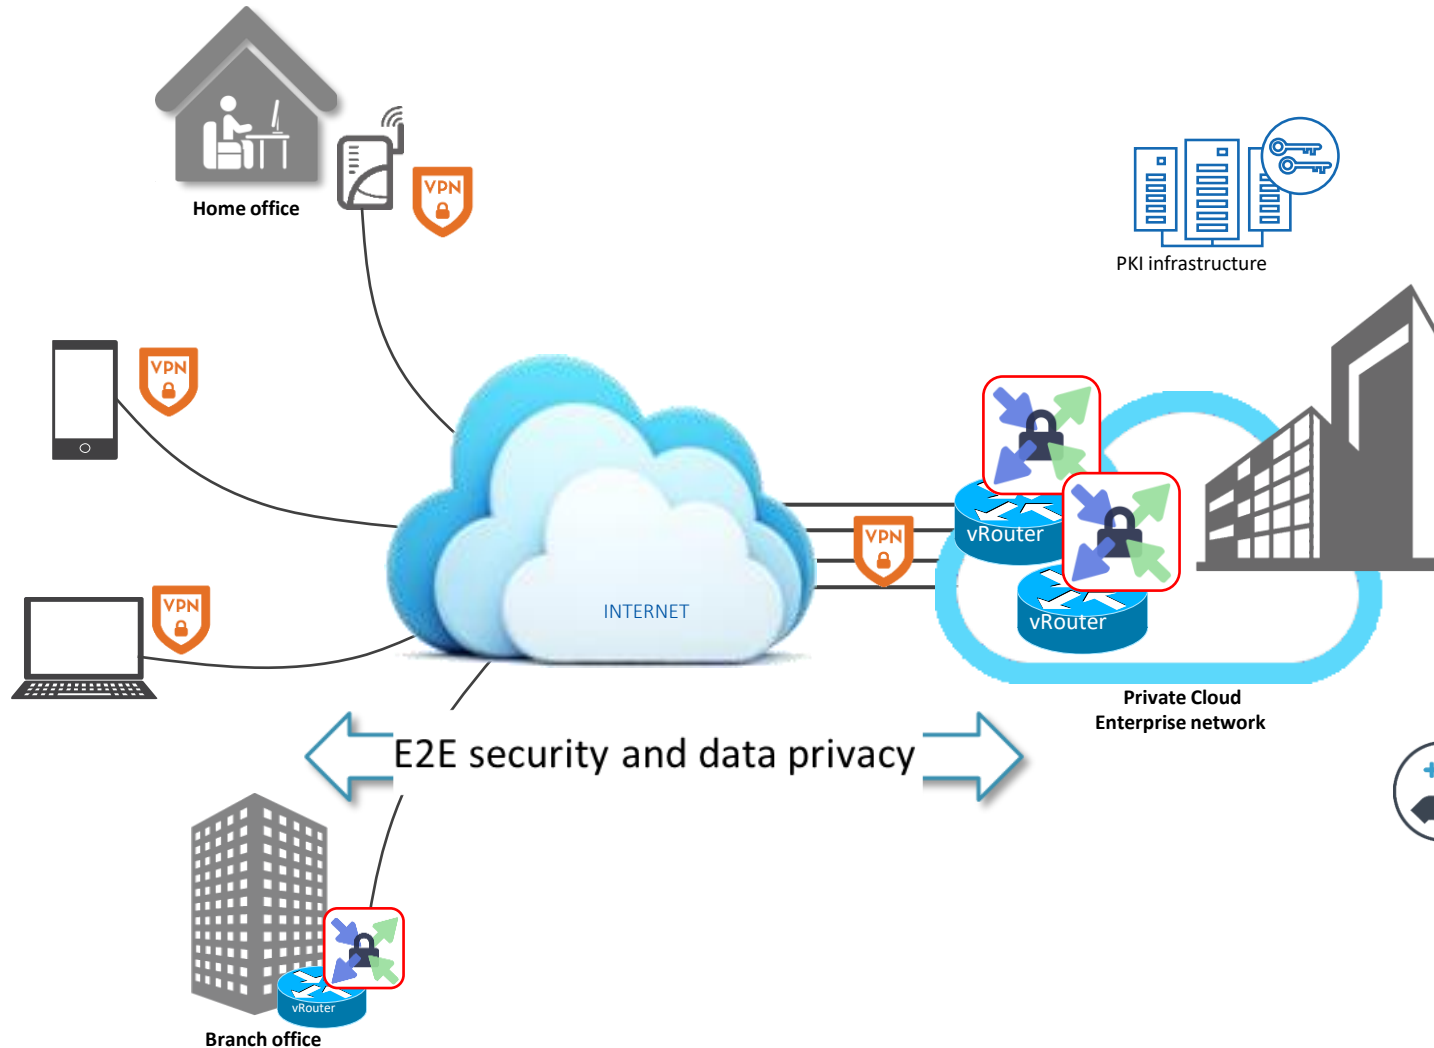 VPN
Home office
PKI infrastructure
VPN
vRouter
VPN
INTERNET
VPN
vRouter
Private Cloud
Enterprise network
E2E security and data privacy
vRouter
Branch office